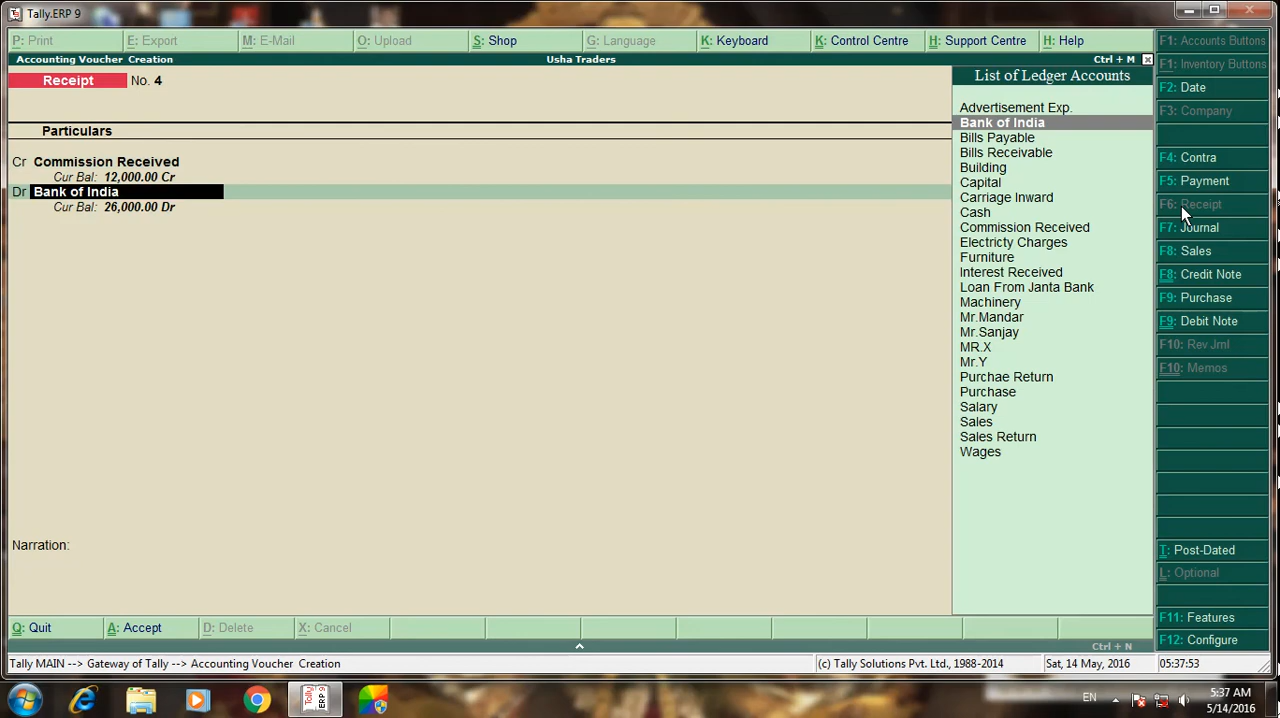 Tally.ERP 9
P: Print E: Export M: E-Mail O: Upload S: Shop G: Language K: Keyboard K: Control Centre H: Support Centre H: Help F1: Accounts Buttons
Accounting Voucher Creation Usha Traders Ctrl + M
F1: Inventory Buttons
Receipt No. 4
List of Ledger Accounts
F2: Date
Advertisement Exp.
F3: Company
Bank of India
Particulars
Bills Payable
Bills Receivable
F4: Contra
Cr Commission Received
Building
Cur Bal: 12,000.00 Cr
Capital
F5: Payment
Dr Bank of India
Carriage Inward
Cur Bal: 26,000.00 Dr
Cash
F6: Receipt
Commission Received
F7: Journal
Electricty Charges
Furniture
F8: Sales
Interest Received
F8: Credit Note
Loan From Janta Bank
Machinery
F9: Purchase
Mr.Mandar
F9: Debit Note
Mr.Sanjay
MR.X
F10: Rev Jrnl
Mr.Y
F10: Memos
Purchae Return
Purchase
Salary
Sales
Sales Return
Wages
Narration:
T: Post-Dated
L: Optional
F11: Features
Q: Quit A: Accept D: Delete X: Cancel
F12: Configure
Ctrl + N
Tally MAIN --> Gateway of Tally --> Accounting Voucher Creation (c) Tally Solutions Pvt. Ltd., 1988-2014 Sat, 14 May, 2016 05:37:53
EN 5:37 AM
5/14/2016